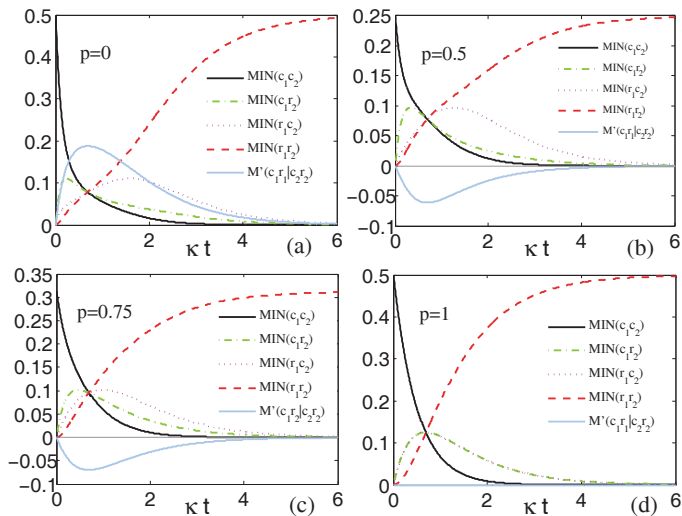 0.5
0.4
0.3
0.2
0.1
0
p=0
MIN(c₁c₂)
MIN(c₁r₂)
MIN(r₁c₂)
MIN(r₁r₂)
M'(c₁r₁|c₂r₂)
(a)
0 2 4 6
κ t
0.25
0.2
0.15
0.1
0.05
0
−0.05
−0.1
p=0.5
MIN(c₁c₂)
MIN(c₁r₂)
MIN(r₁c₂)
MIN(r₁r₂)
M'(c₁r₁|c₂r₂)
(b)
0 2 4 6
κ t
0.35
0.3
0.25
0.2
0.15
0.1
0.05
0
−0.05
−0.1
p=0.75
MIN(c₁c₂)
MIN(c₁r₂)
MIN(r₁c₂)
MIN(r₁r₂)
M'(c₁r₂|c₂r₂)
(c)
0 2 4 6
κ t
0.5
0.4
0.3
0.2
0.1
0
p=1
MIN(c₁c₂)
MIN(c₁r₂)
MIN(r₁c₂)
MIN(r₁r₂)
M'(c₁r₁|c₂r₂)
(d)
0 2 4 6
κ t